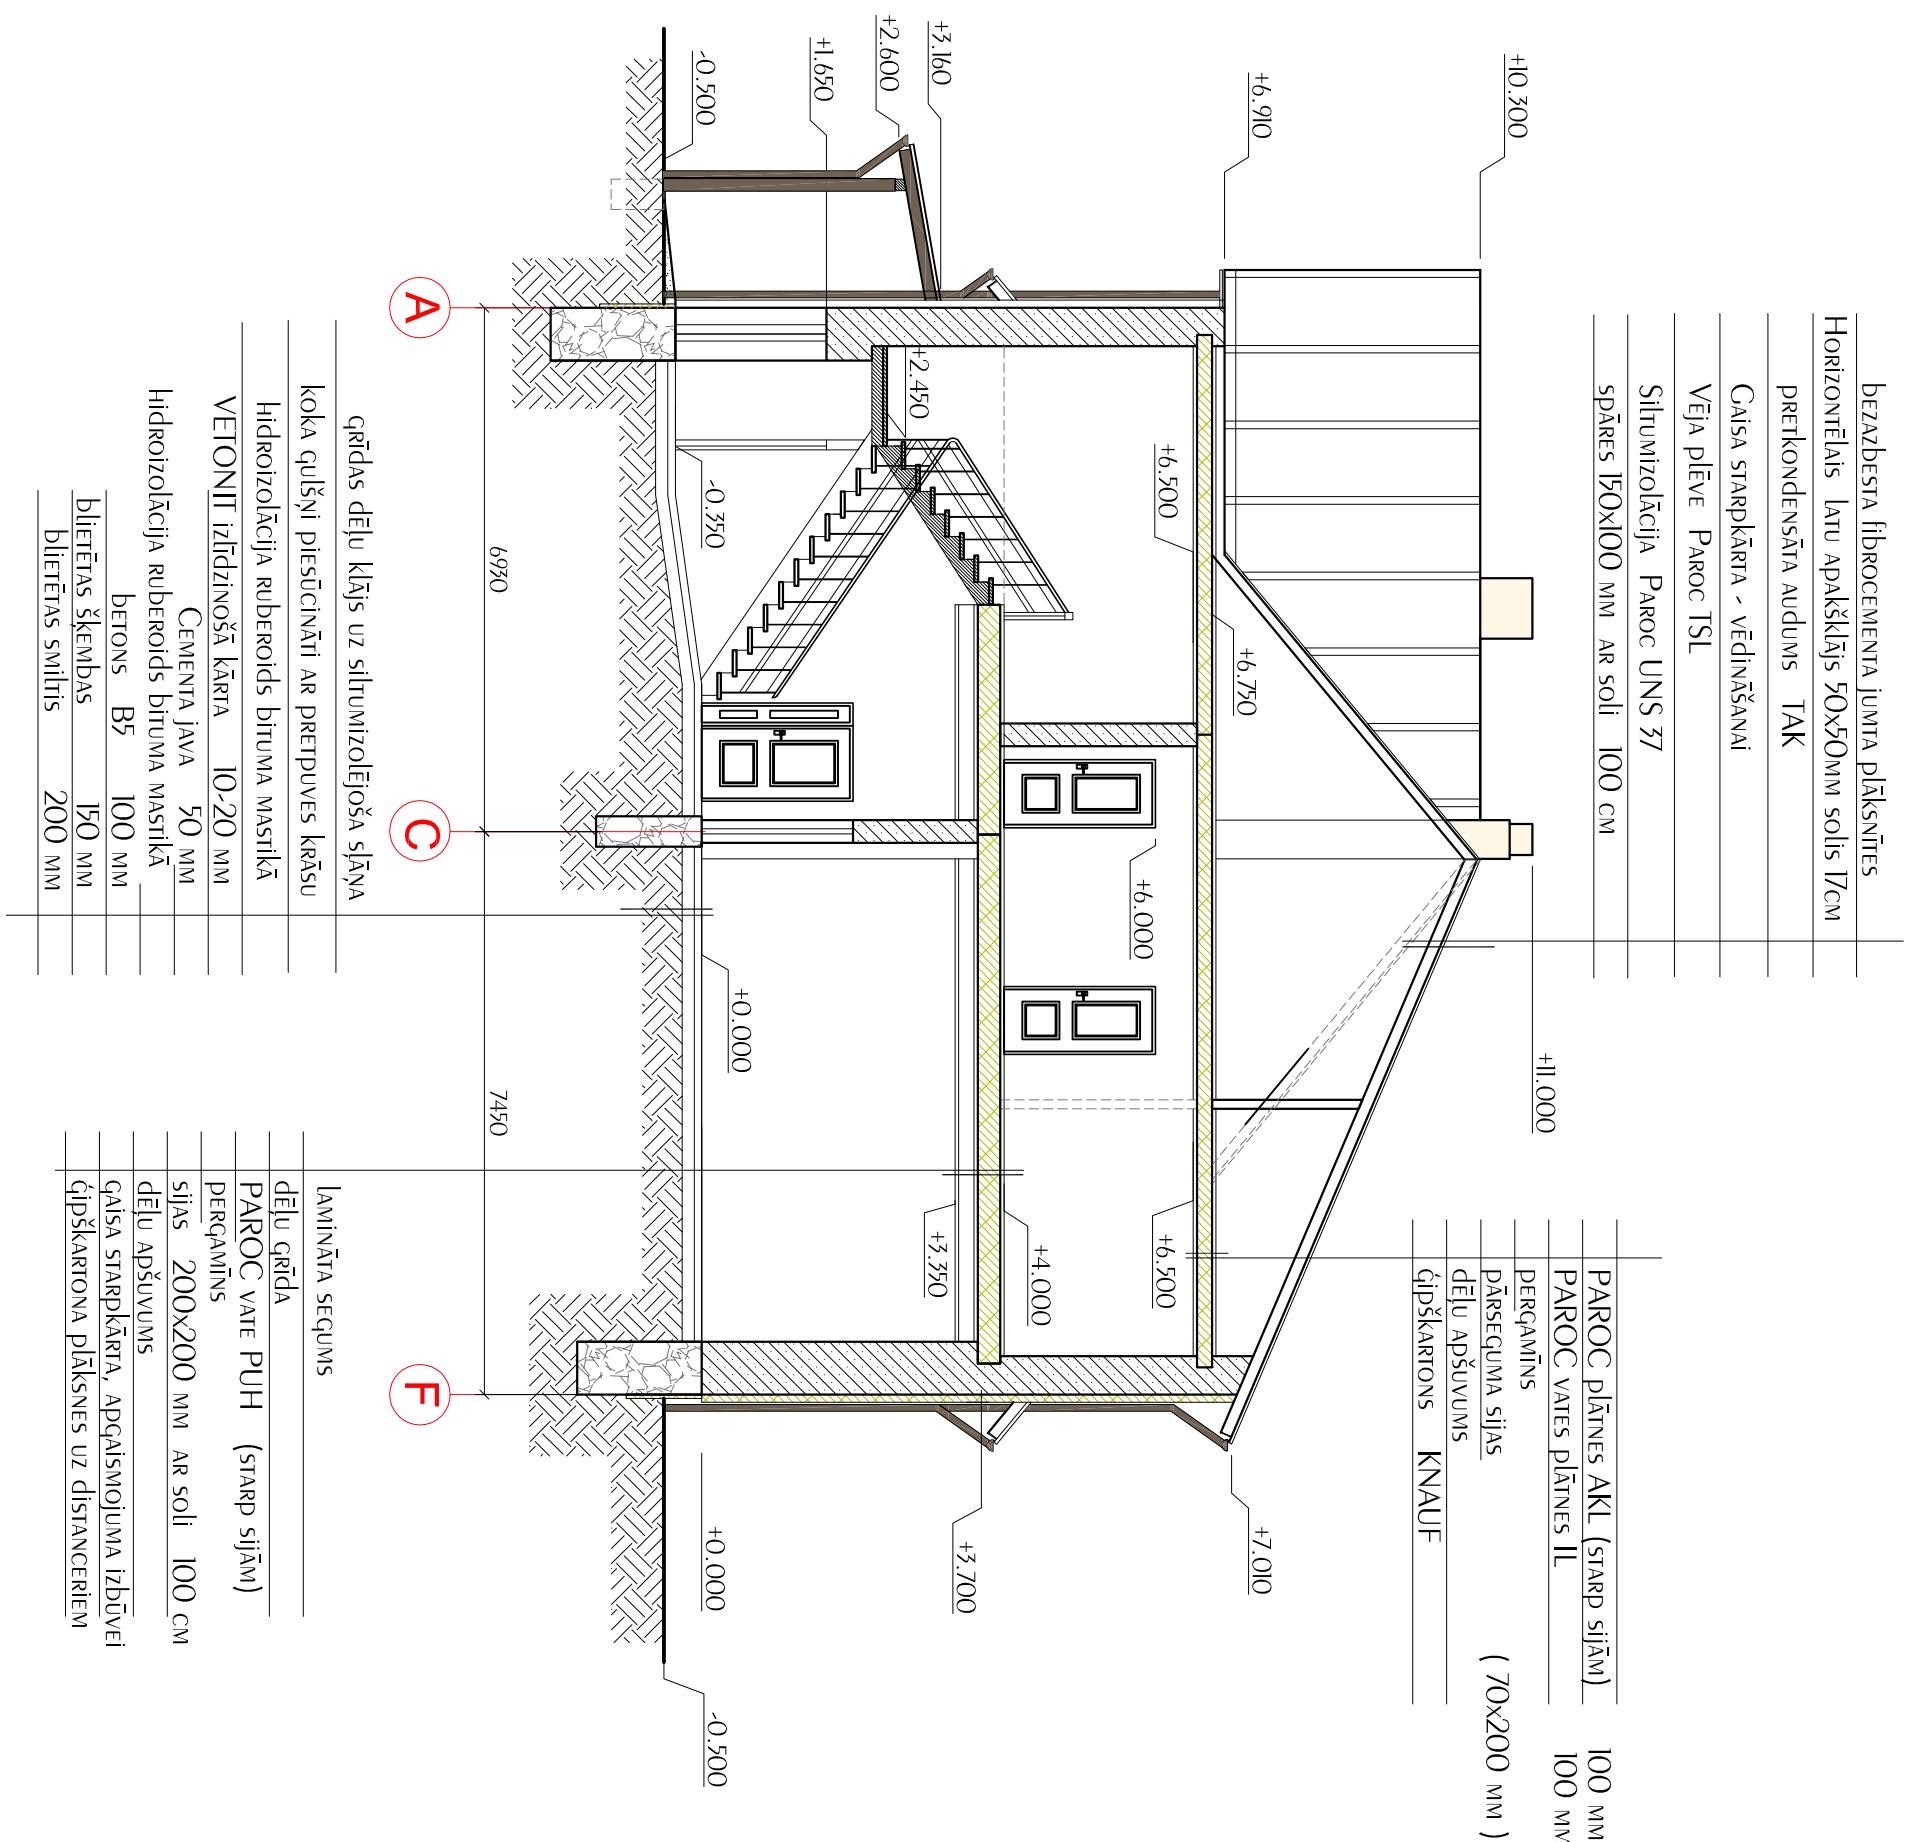 bezazbesta fibrocementa jumta plāksnītes
Horizontēlais latu apakšklājs 50x50mm solis 17cm
pretkondensāta audums TAK
Gaisa starpkārta - vēdināšanai
Vēja plēve Paroc TSL
Siltumizolācija Paroc UNS 37
spāres 150x100 mm ar soli 100 cm
PAROC plātnes AKL (starp sijām) 100 mm
PAROC vates plātnes IL 100 mm
pergamīns
pārseguma sijas (70x200 mm)
dēļu apšuvums
ģipškartons KNAUF
+10.300
+11.000
+6.910
+7.010
+6.750
+6.500
+6.500
+6.000
+4.000
+3.160
+3.350
+3.700
+2.600
+2.450
+1.650
-0.350
+0.000
+0.000
-0.500
-0.500
6930
7450
A
C
F
grīdas dēļu klājs uz siltumizolējoša slāņa
koka gulšņi piesūcināti ar pretpuves krāsu
hidroizolācija ruberoids bituma mastikā
VETONIT izlīdzinošā kārta 10-20 mm
Cementa java 50 mm
hidroizolācija ruberoids bituma mastikā
betons B5 100 mm
blietētas šķembas 150 mm
blietētas smiltis 200 mm
lamināta segums
dēļu grīda
PAROC vate PUH (starp sijām)
pergamīns
sijas 200x200 mm ar soli 100 cm
dēļu apšuvums
gaisa starpkārta, apgaismojuma izbūvei
ģipškartona plāksnes uz distanceriem